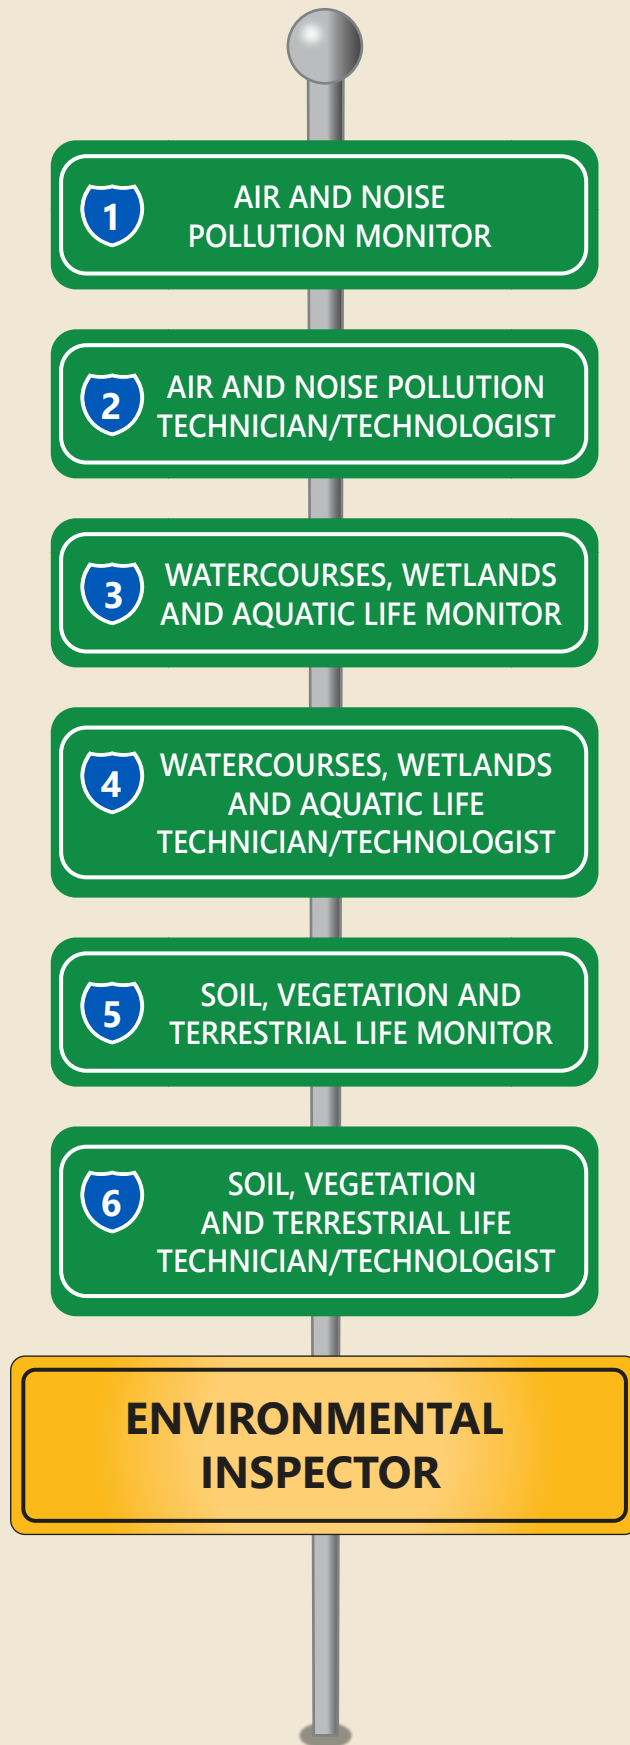 1
AIR AND NOISE
POLLUTION MONITOR
2
AIR AND NOISE POLLUTION
TECHNICIAN/TECHNOLOGIST
3
WATERCOURSES, WETLANDS
AND AQUATIC LIFE MONITOR
4
WATERCOURSES, WETLANDS
AND AQUATIC LIFE
TECHNICIAN/TECHNOLOGIST
5
SOIL, VEGETATION AND
TERRESTRIAL LIFE MONITOR
6
SOIL, VEGETATION
AND TERRESTRIAL LIFE
TECHNICIAN/TECHNOLOGIST
ENVIRONMENTAL
INSPECTOR